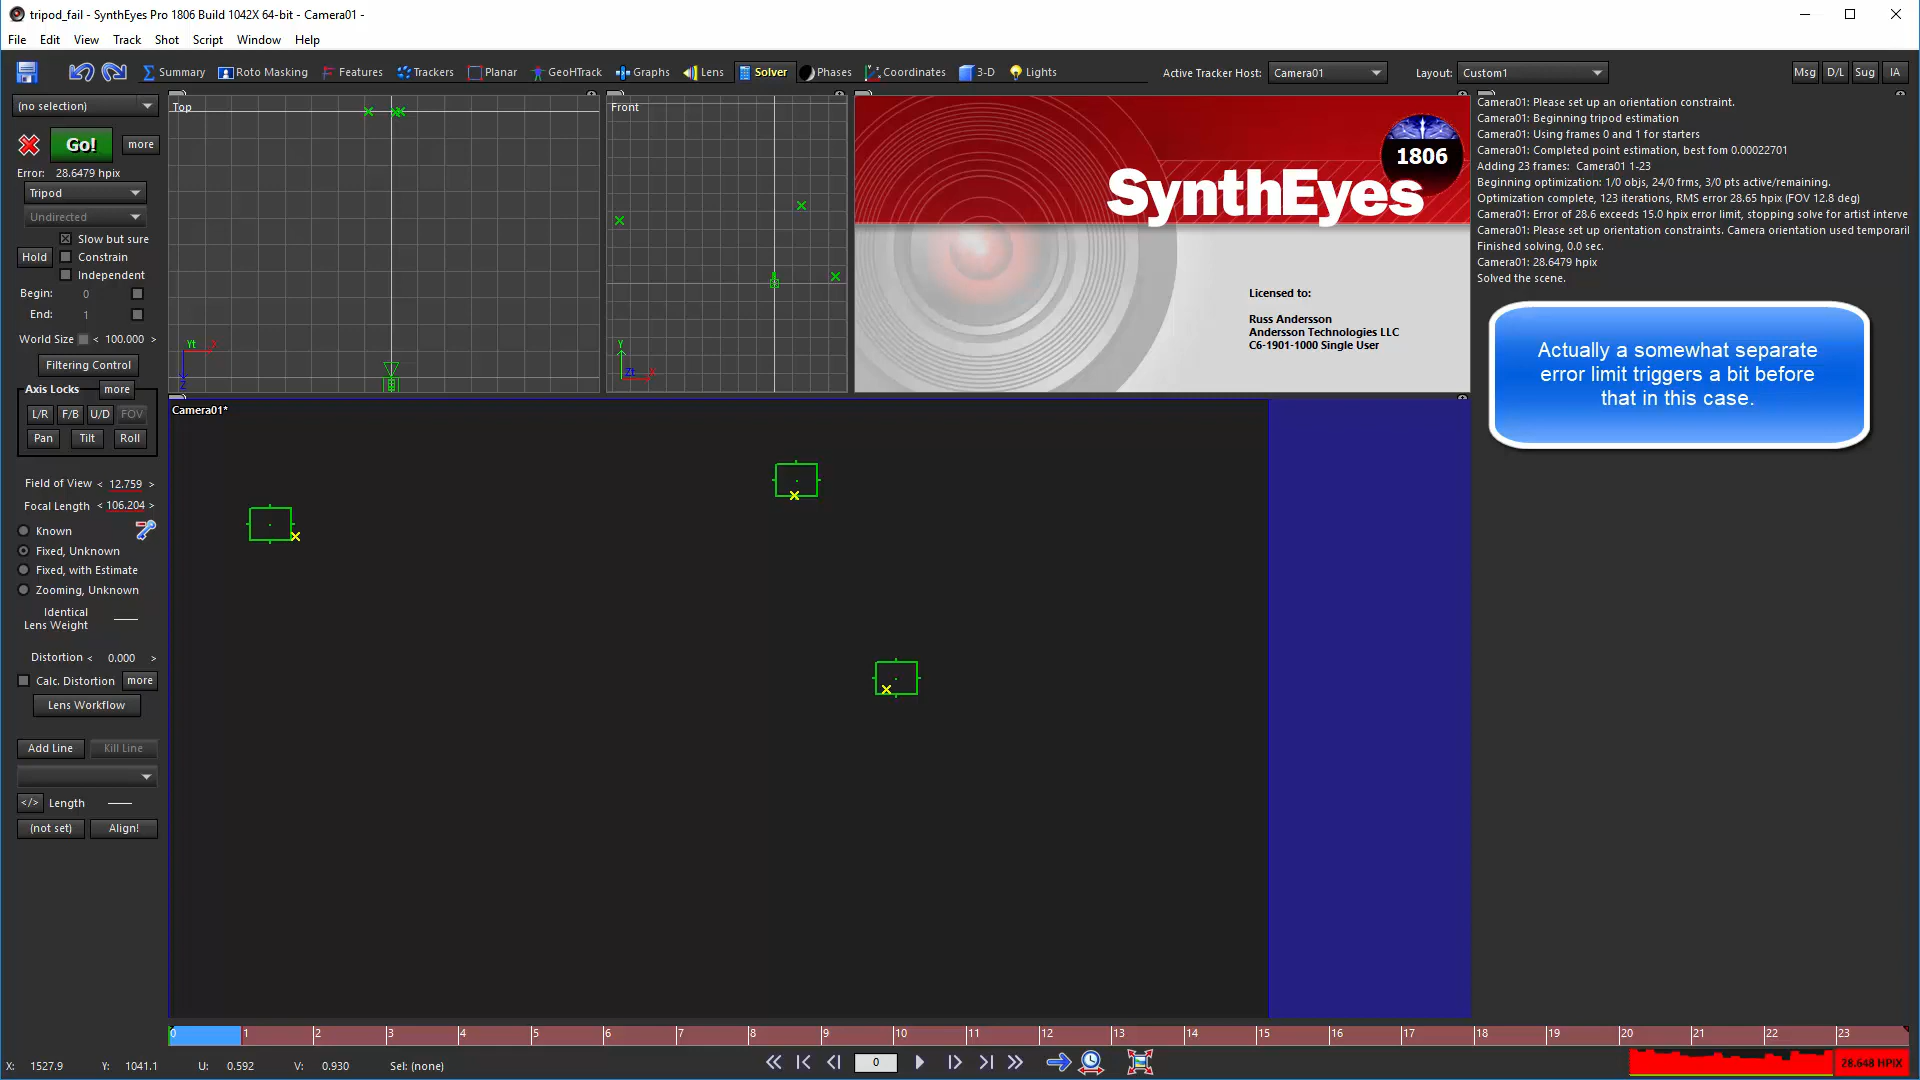 tripod_fail - SynthEyes Pro 1806 Build 1042X 64-bit - Camera01 -
File Edit View Track Shot Script Window Help
Summary Roto Masking Features Trackers Planar GeoHTrack Graphs Lens Solver Phases Coordinates 3-D Lights Active Tracker Host: Camera01 Layout: Custom1 Msg D/L Sug IA
(no selection)
Go! more
Error: 28.6479 hpix
Tripod
Undirected
Slow but sure
Hold Constrain
Independent
Begin: 0
End: 1
World Size < 100.000 >
Filtering Control
Axis Locks more
L/R F/B U/D FOV
Pan Tilt Roll
Field of View < 12.759 >
Focal Length < 106.204 >
Known
Fixed, Unknown
Fixed, with Estimate
Zooming, Unknown
Identical
Lens Weight
Distortion < 0.000 >
Calc. Distortion more
Lens Workflow
Add Line Kill Line
</> Length
(not set) Align!
Top
Yt X
Z
Front
Y
Zt X
1806
SynthEyes
Licensed to:
Russ Andersson
Andersson Technologies LLC
C6-1901-1000 Single User
Camera01: Please set up an orientation constraint.
Camera01: Beginning tripod estimation
Camera01: Using frames 0 and 1 for starters
Camera01: Completed point estimation, best fom 0.00022701
Adding 23 frames: Camera01 1-23
Beginning optimization: 1/0 objs, 24/0 frms, 3/0 pts active/remaining.
Optimization complete, 123 iterations, RMS error 28.65 hpix (FOV 12.8 deg)
Camera01: Error of 28.6 exceeds 15.0 hpix error limit, stopping solve for artist interve
Camera01: Please set up orientation constraints. Camera orientation used temporaril
Finished solving, 0.0 sec.
Camera01: 28.6479 hpix
Solved the scene.
Actually a somewhat separate
error limit triggers a bit before
that in this case.
Camera01*
0 1 2 3 4 5 6 7 8 9 10 11 12 13 14 15 16 17 18 19 20 21 22 23
X: 1527.9 Y: 1041.1 U: 0.592 V: 0.930 Sel: (none) 0 28.648 HPIX